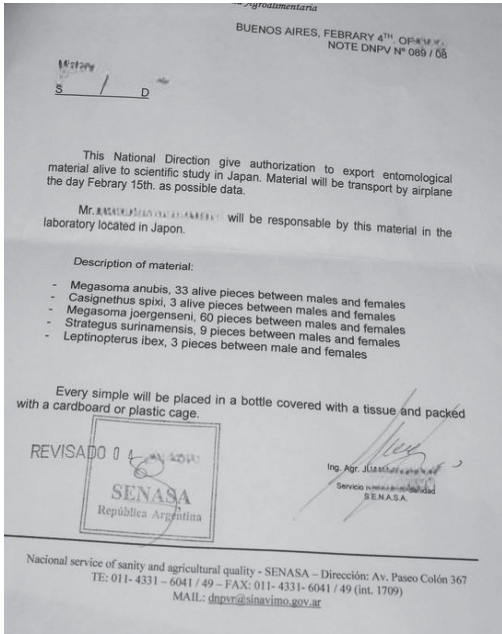 Agroalimentaria
BUENOS AIRES, FEBRARY 4TH.
NOTE DNPV Nº 089 / 08
S / D
This National Direction give authorization to export entomological
material alive to scientific study in Japan. Material will be transport by airplane
the day Febrary 15th. as possible data.
Mr. will be responsable by this material in the
laboratory located in Japon.
Description of material:
- Megasoma anubis, 33 alive pieces between males and females
- Casignethus spixi, 3 alive pieces between males and females
- Megasoma joergenseni, 60 pieces between males and females
- Strategus surinamensis, 9 pieces between males and females
- Leptinopterus ibex, 3 pieces between male and females
Every simple will be placed in a bottle covered with a tissue and packed
with a cardboard or plastic cage.
REVISADO 0 4
SENASA
República Argentina
Ing. Agr.
Servicio
S.E.N.A.S.A.
Nacional service of sanity and agricultural quality - SENASA – Dirección: Av. Paseo Colón 367
TE: 011- 4331 – 6041 / 49 – FAX: 011- 4331- 6041 / 49 (int. 1709)
MAIL: dnpvr@sinavimo.gov.ar